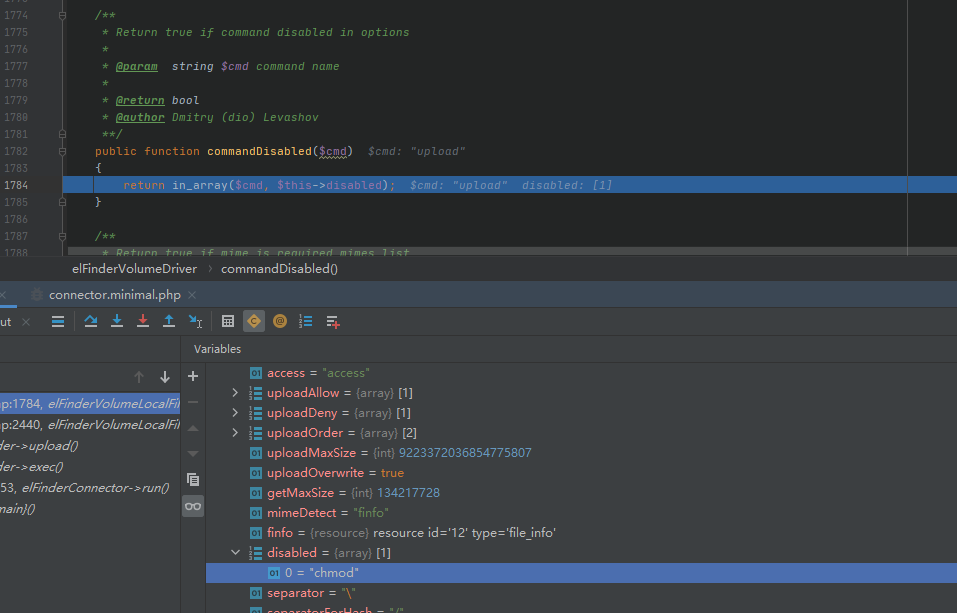 1774 /**
1775 * Return true if command disabled in options
1776 *
1777 * @param string $cmd command name
1778 *
1779 * @return bool
1780 * @author Dmitry (dio) Levashov
1781 **/
1782 public function commandDisabled($cmd) $cmd: "upload"
1783 {
1784 return in_array($cmd, $this->disabled); $cmd: "upload" disabled: [1]
1785 }
1786
1787 /**
1788 * Return true if mime is required mimes list
elFinderVolumeDriver › commandDisabled()
connector.minimal.php
ut
Variables
access = "access"
uploadAllow = {array} [1]
uploadDeny = {array} [1]
uploadOrder = {array} [2]
uploadMaxSize = {int} 9223372036854775807
uploadOverwrite = true
getMaxSize = {int} 134217728
mimeDetect = "finfo"
finfo = {resource} resource id='12' type='file_info'
disabled = {array} [1]
0 = "chmod"
separator = "\"
separatorForHash = "/"
np:1784, elFinderVolumeLocalFil
np:2440, elFinderVolumeLocalFil
der->upload()
der->exec()
53, elFinderConnector->run()
main}()